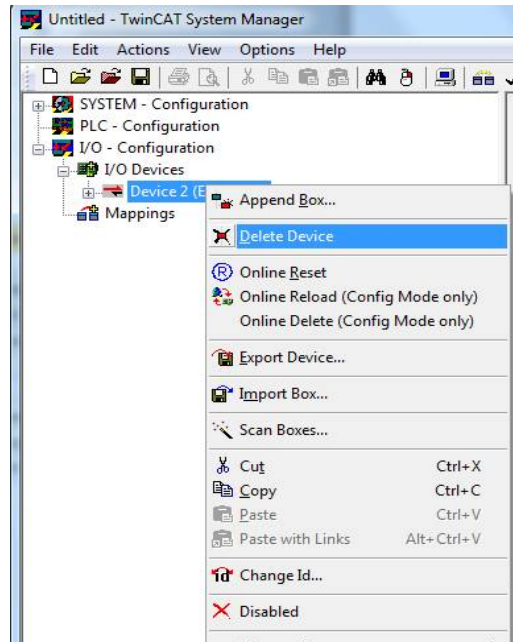 Untitled - TwinCAT System Manager
File Edit Actions View Options Help
SYSTEM - Configuration
PLC - Configuration
I/O - Configuration
I/O Devices
Device 2 (E
Mappings
Append Box...
Delete Device
Online Reset
Online Reload (Config Mode only)
Online Delete (Config Mode only)
Export Device...
Import Box...
Scan Boxes...
Cut Ctrl+X
Copy Ctrl+C
Paste Ctrl+V
Paste with Links Alt+Ctrl+V
Change Id...
Disabled